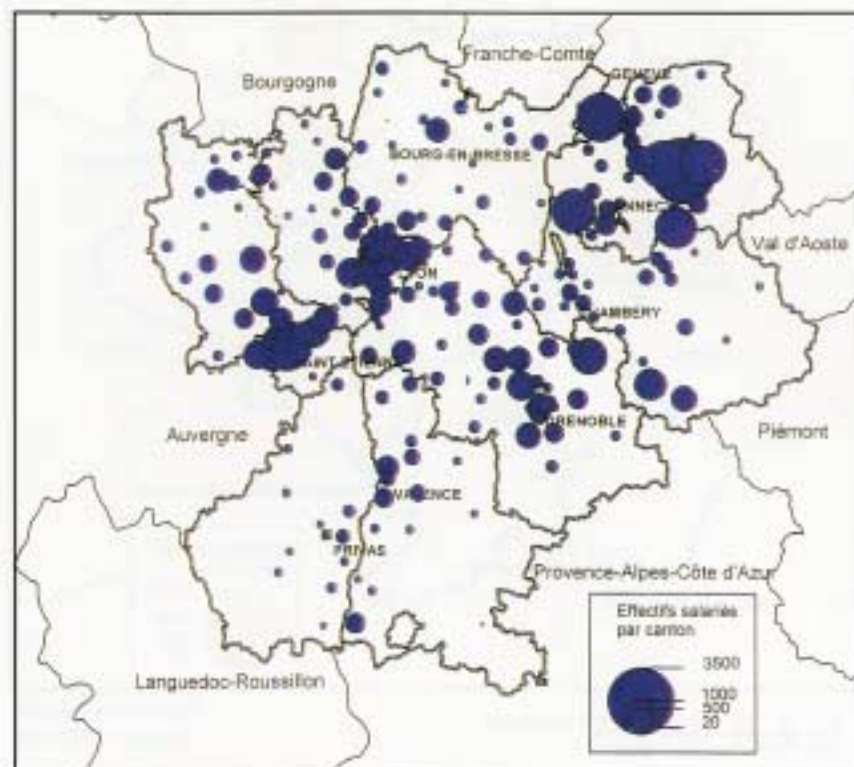 Franche-Comté
Bourgogne
GENEVE
BOURG-EN-BRESSE
Val d'Aoste
Auvergne
GRENOBLE
Piémont
VALENCE
PRIVAS
Provence-Alpes-Côte d'Azur
Effectifs salariés
par canton
3500
1000
500
20
Languedoc-Roussillon